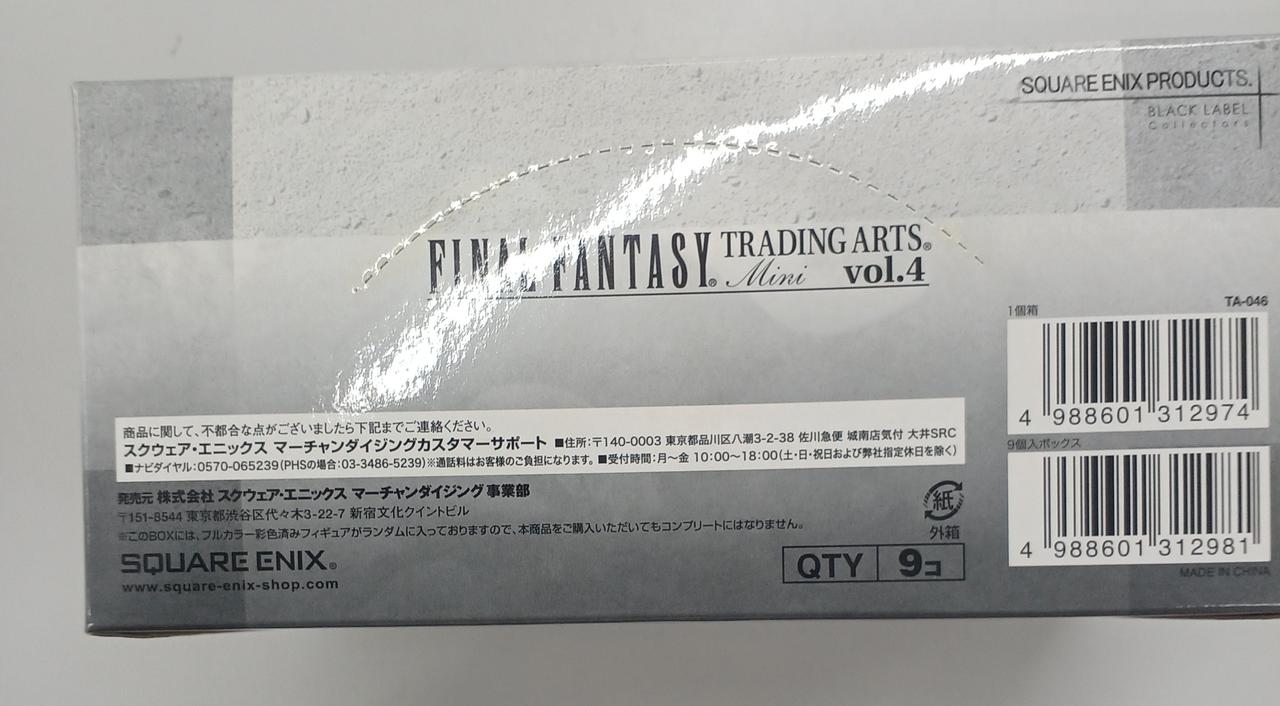 SQUARE ENIX PRODUCTS.
BLACK LABEL
Collectors
FINAL FANTASY® TRADING ARTS®
Mini vol.4
TA-046
1個箱
4 988601 312974
9個入ボックス
4 988601 312981
MADE IN CHINA
商品に関して、不都合な点がございましたら下記までご連絡ください。
スクウェア・エニックス マーチャンダイジングカスタマーサポート ■住所:〒140-0003 東京都品川区八潮3-2-38 佐川急便 城南店気付 大井SRC
■ナビダイヤル:0570-065239(PHSの場合:03-3486-5239)※通話料はお客様のご負担になります。 ■受付時間:月〜金 10:00〜18:00(土・日・祝日および弊社指定休日を除く)
発売元 株式会社 スクウェア・エニックス マーチャンダイジング 事業部
〒151-8544 東京都渋谷区代々木3-22-7 新宿文化クイントビル
※このBOXには、フルカラー彩色済みフィギュアがランダムに入っておりますので、本商品をご購入いただいてもコンプリートにはなりません。
SQUARE ENIX®
www.square-enix-shop.com
紙
外箱
QTY 9コ